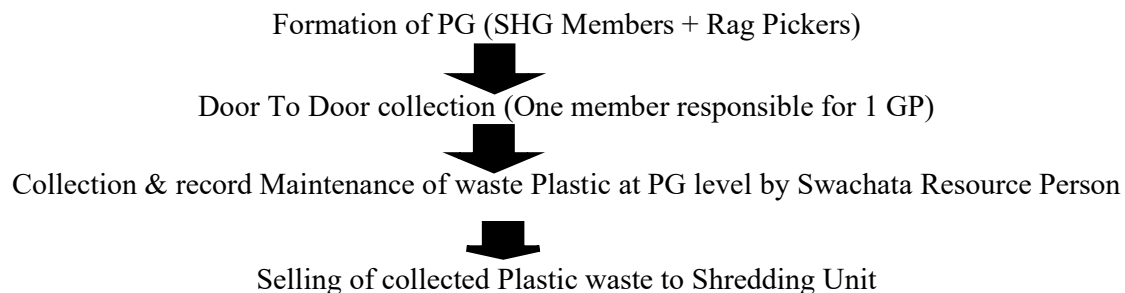 Formation of PG (SHG Members + Rag Pickers)
Door To Door collection (One member responsible for 1 GP)
Collection & record Maintenance of waste Plastic at PG level by Swachata Resource Person
Selling of collected Plastic waste to Shredding Unit